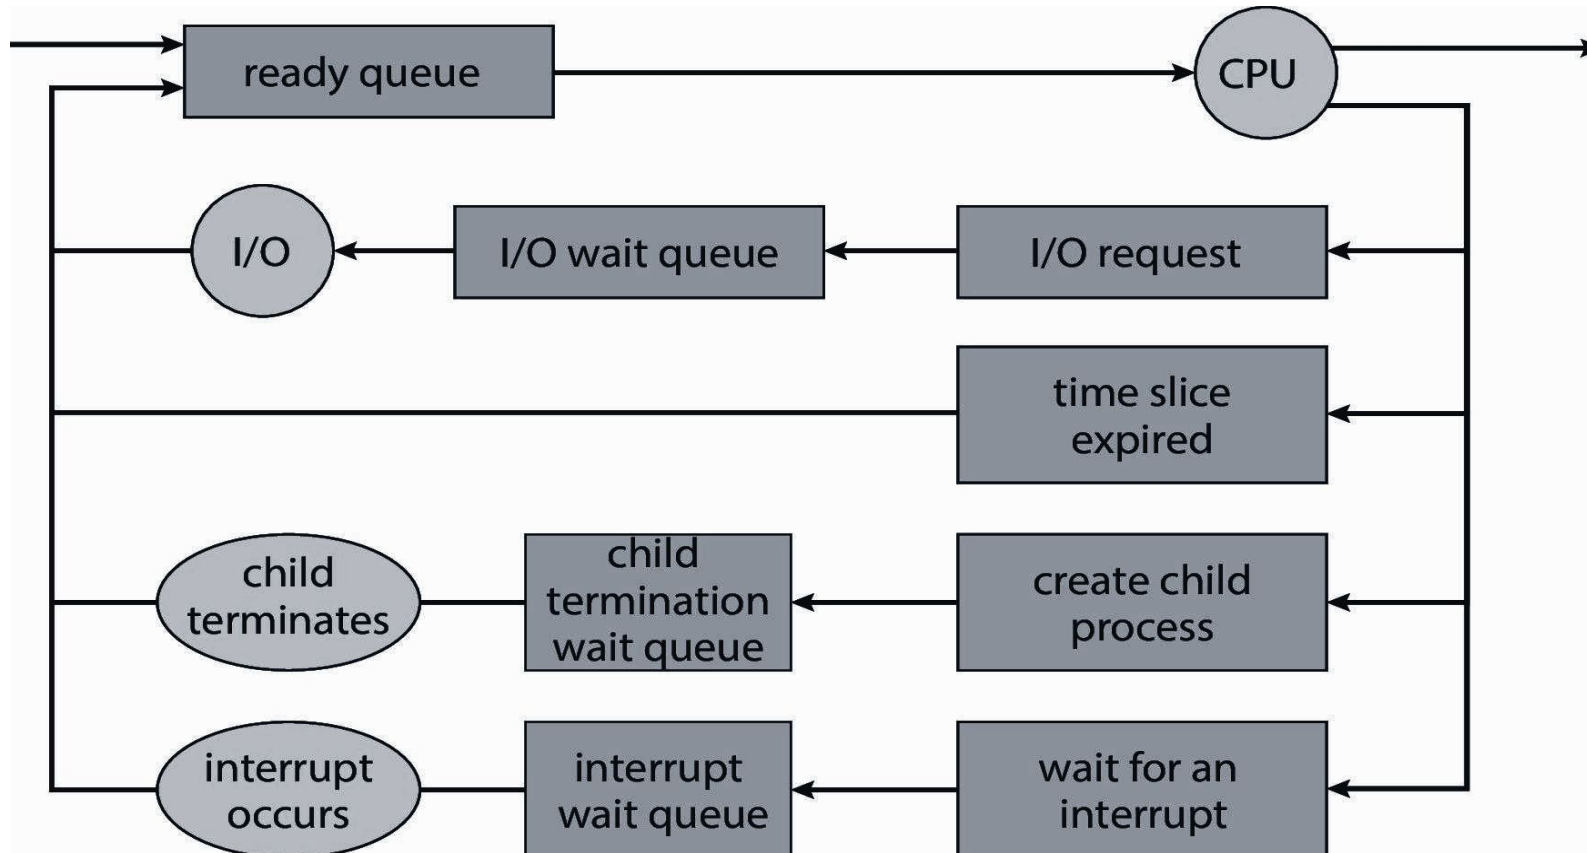 ready queue
CPU
I/O
I/O wait queue
I/O request
time slice
expired
child
terminates
child
termination
wait queue
create child
process
interrupt
occurs
interrupt
wait queue
wait for an
interrupt